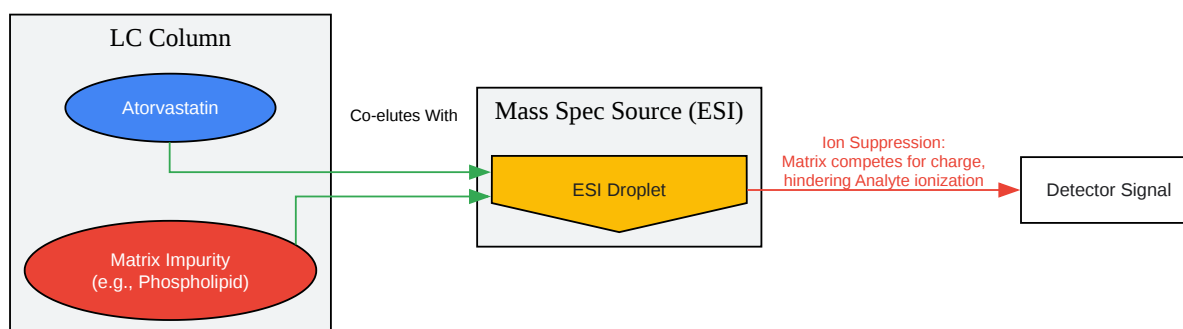 LC Column
Atorvastatin
Matrix Impurity
(e.g., Phospholipid)
Co-elutes With
Mass Spec Source (ESI)
ESI Droplet
Ion Suppression:
Matrix competes for charge,
hindering Analyte ionization
Detector Signal